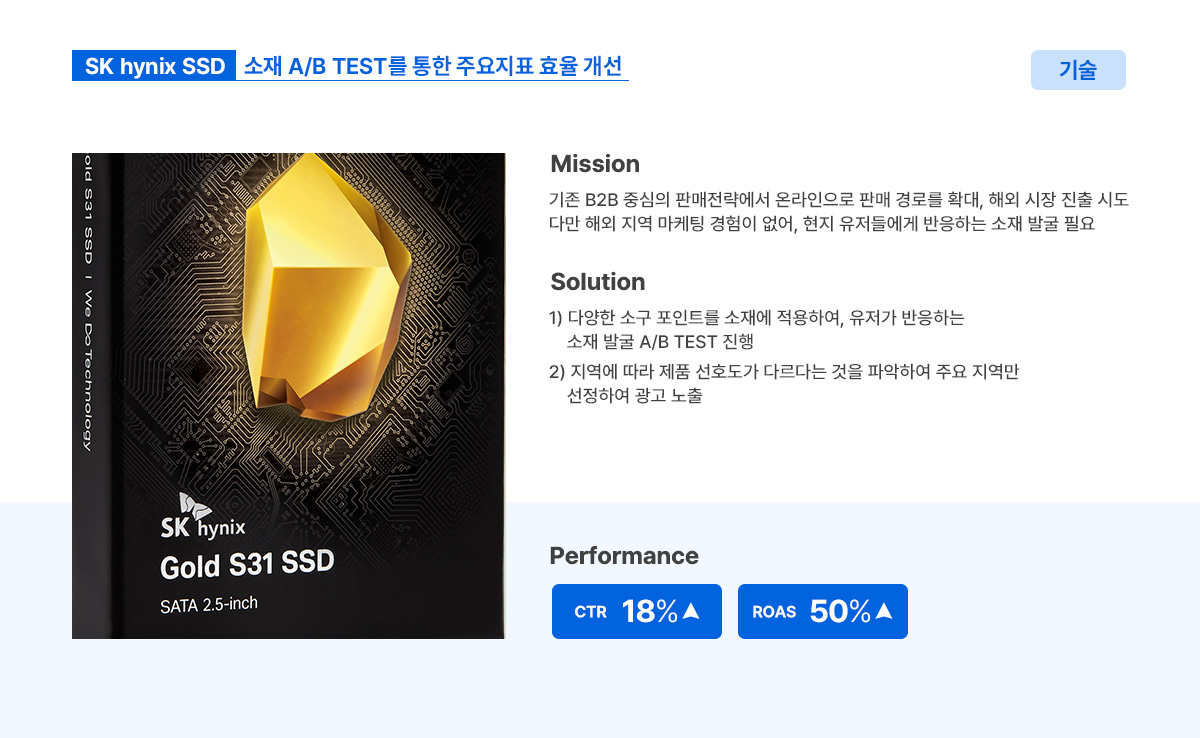 SK hynix SSD 소재 A/B TEST를 통한 주요지표 효율 개선
기술
old S31 SSD | We Do Technology
SK hynix
Gold S31 SSD
SATA 2.5-inch
Mission
기존 B2B 중심의 판매전략에서 온라인으로 판매 경로를 확대, 해외 시장 진출 시도
다만 해외 지역 마케팅 경험이 없어, 현지 유저들에게 반응하는 소재 발굴 필요
Solution
1) 다양한 소구 포인트를 소재에 적용하여, 유저가 반응하는
소재 발굴 A/B TEST 진행
2) 지역에 따라 제품 선호도가 다르다는 것을 파악하여 주요 지역만
선정하여 광고 노출
Performance
CTR 18%▲
ROAS 50%▲